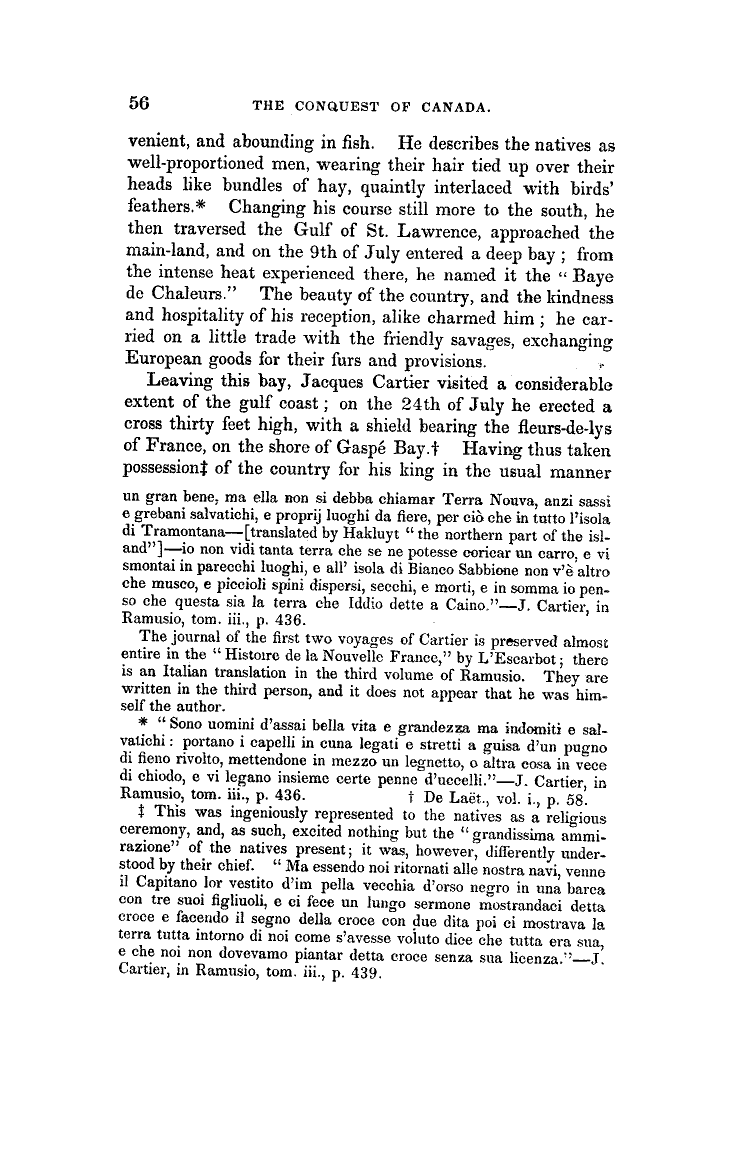 56 THE CONQUEST OF CANADA.
venient, and abounding in fish. He describes the natives as
well-proportioned men, wearing their hair tied up over their
heads like bundles of hay, quaintly interlaced with birds'
feathers.* Changing his course still more to the south, he
then traversed the Gulf of St. Lawrence, approached the
main-land, and on the 9th of July entered a deep bay ; from
the intense heat experienced there, he named it the “ Baye
de Chaleurs.” The beauty of the country, and the kindness
and hospitality of his reception, alike charmed him ; he car-
ried on a little trade with the friendly savages, exchanging
European goods for their furs and provisions.
Leaving this bay, Jacques Cartier visited a considerable
extent of the gulf coast ; on the 24th of July he erected a
cross thirty feet high, with a shield bearing the fleurs-de-lys
of France, on the shore of Gaspé Bay.† Having thus taken
possession‡ of the country for his king in the usual manner
un gran bene, ma ella non si debba chiamar Terra Nouva, anzi sassi
e grebani salvatichi, e proprij luoghi da fiere, per ciò che in tutto l'isola
di Tramontana—[translated by Hakluyt “ the northern part of the isl-
and”]—io non vidi tanta terra che se ne potesse coricar un carro, e vi
smontai in parecchi luoghi, e all' isola di Bianco Sabbione non v'è altro
che musco, e piccioli spini dispersi, secchi, e morti, e in somma io pen-
so che questa sia la terra che Iddio dette a Caino.”—J. Cartier, in
Ramusio, tom. iii., p. 436.
The journal of the first two voyages of Cartier is preserved almost
entire in the “ Histoire de la Nouvelle France,” by L'Escarbot ; there
is an Italian translation in the third volume of Ramusio. They are
written in the third person, and it does not appear that he was him-
self the author.
* “ Sono uomini d'assai bella vita e grandezza ma indomiti e sal-
vatichi : portano i capelli in cuna legati e stretti a guisa d'un pugno
di fieno rivolto, mettendone in mezzo un legnetto, o altra cosa in vece
di chiodo, e vi legano insieme certe penne d'uccelli.”—J. Cartier, in
Ramusio, tom. iii., p. 436. † De Laët., vol. i., p. 58.
‡ This was ingeniously represented to the natives as a religious
ceremony, and, as such, excited nothing but the “ grandissima ammi-
razione” of the natives present ; it was, however, differently under-
stood by their chief. “ Ma essendo noi ritornati alle nostra navi, venne
il Capitano lor vestito d'im pella vecchia d'orso negro in una barca
con tre suoi figliuoli, e ci fece un lungo sermone mostrandaci detta
croce e facendo il segno della croce con due dita poi ci mostrava la
terra tutta intorno di noi come s'avesse voluto dice che tutta era sua,
e che noi non dovevamo piantar detta croce senza sua licenza.”—J.
Cartier, in Ramusio, tom. iii., p. 439.